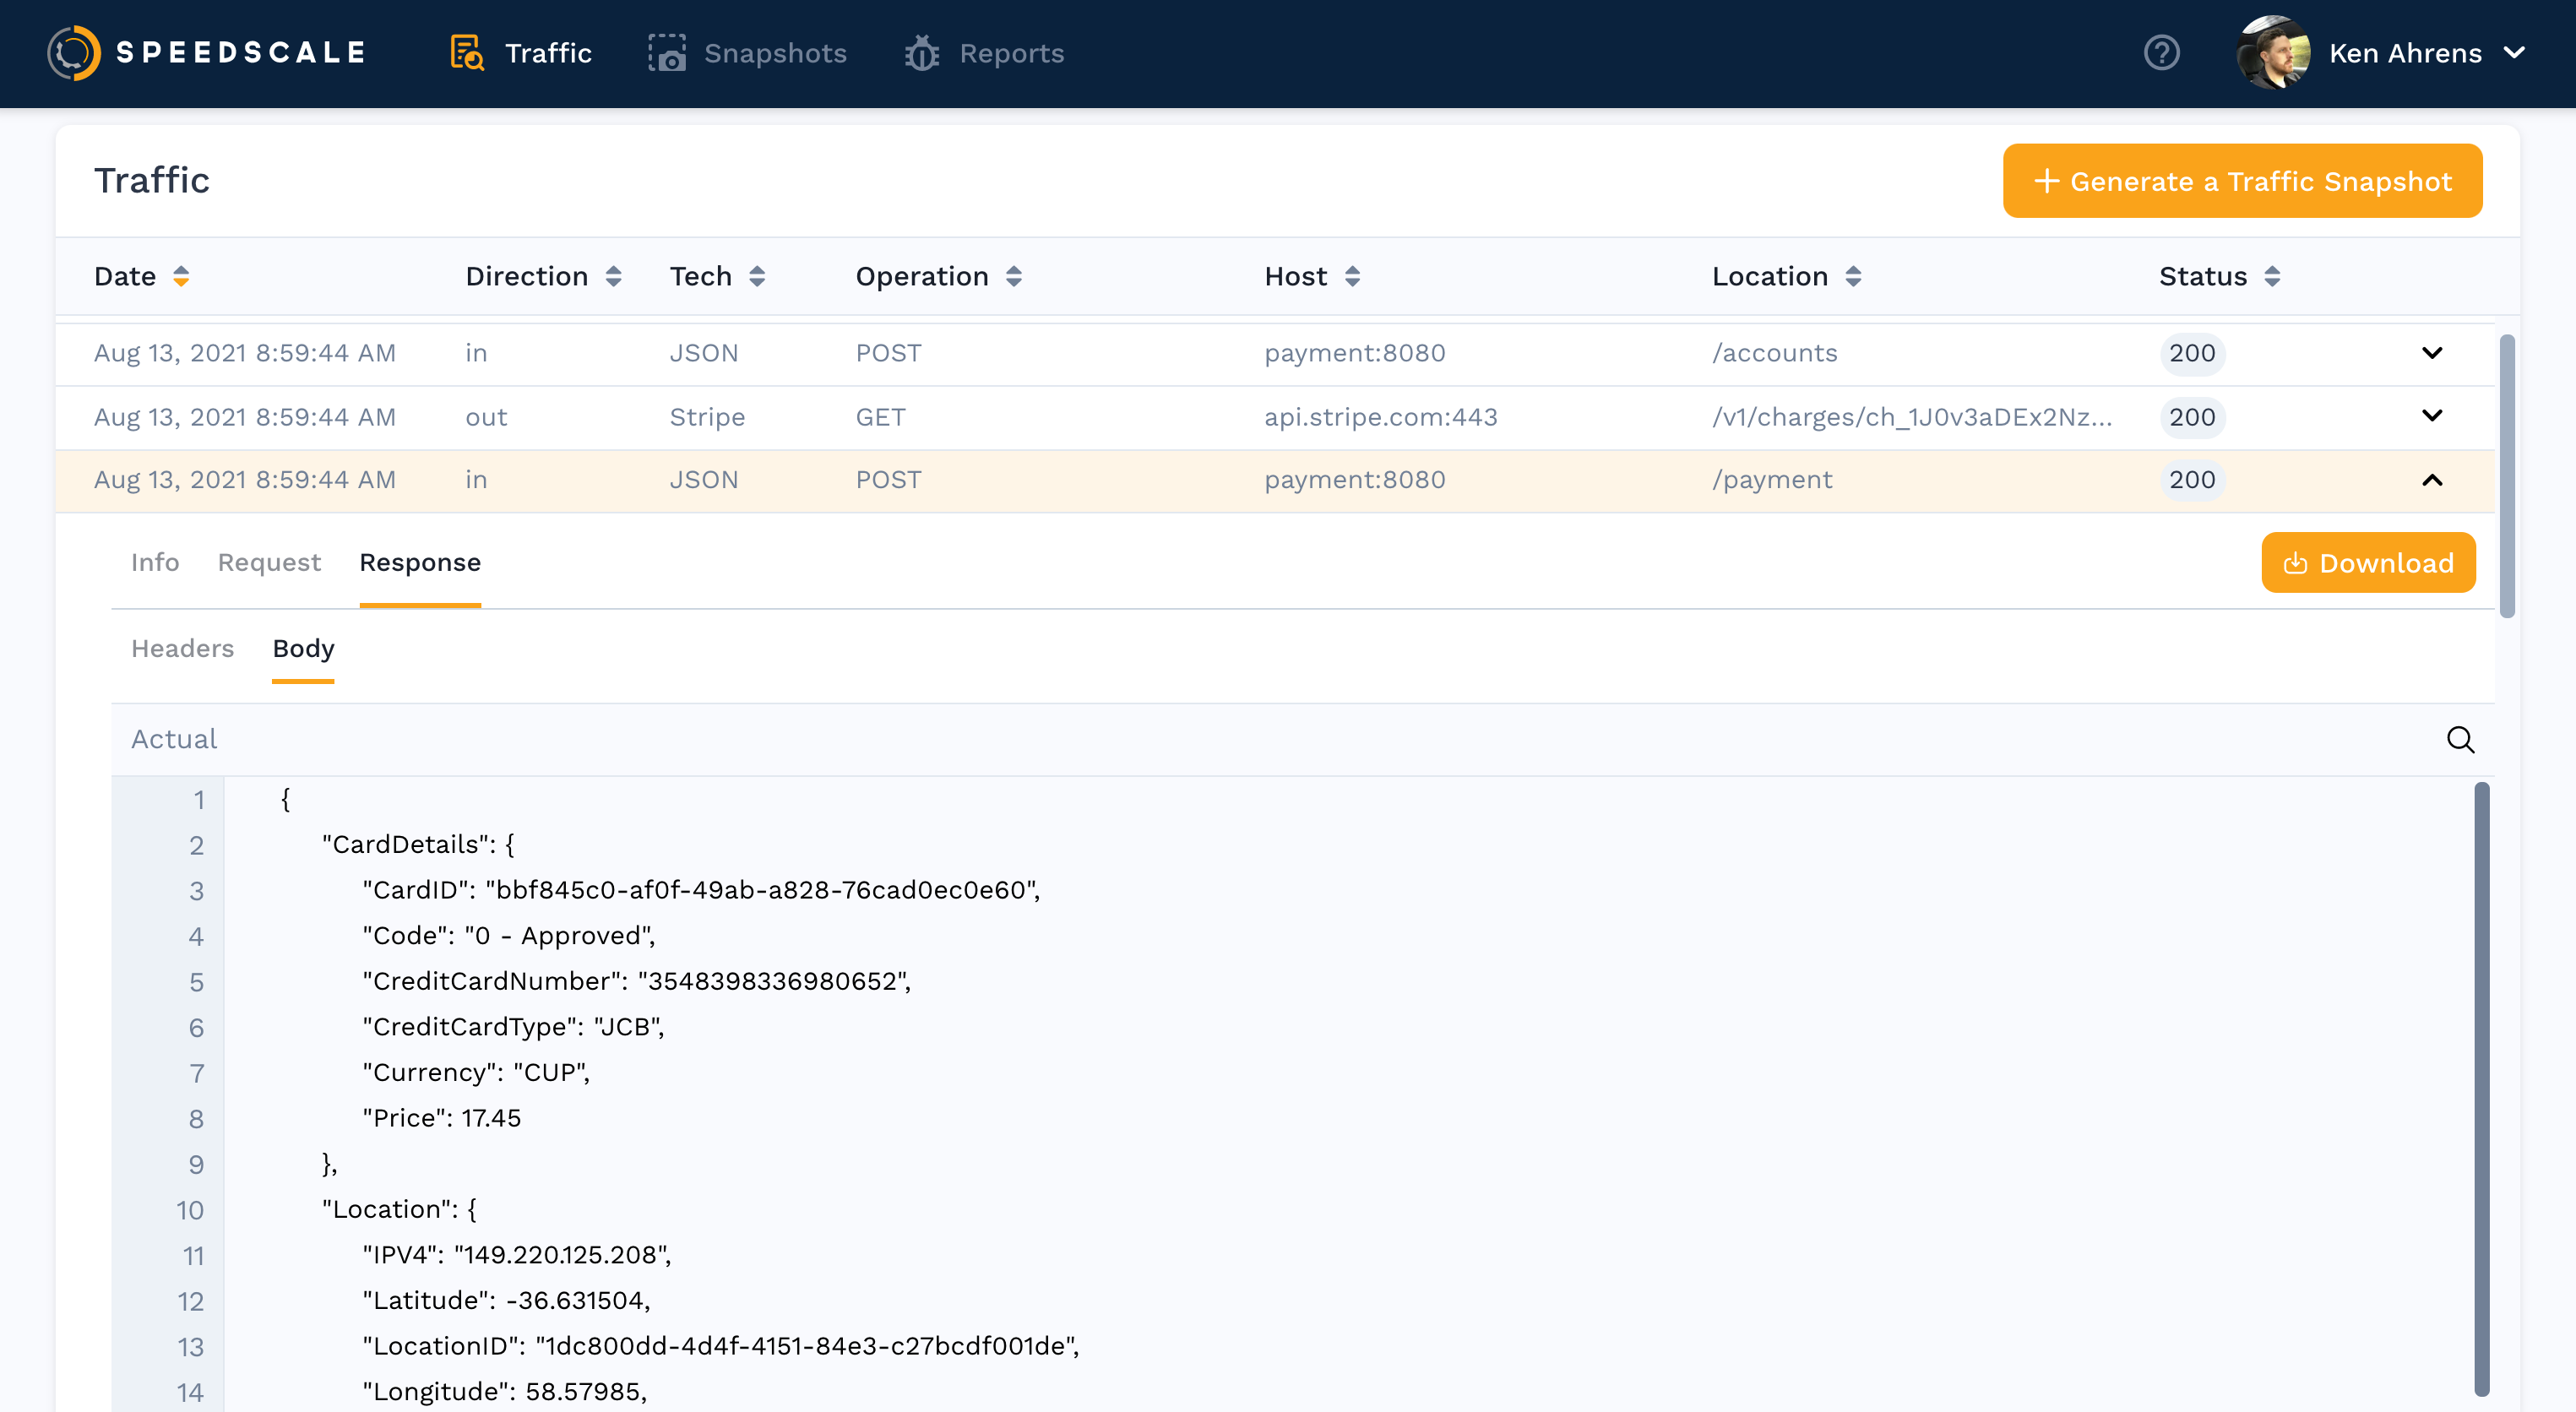 SPEEDSCALE Traffic Snapshots Reports Ken Ahrens
Traffic + Generate a Traffic Snapshot
Date Direction Tech Operation Host Location Status
Aug 13, 2021 8:59:44 AM in JSON POST payment:8080 /accounts 200
Aug 13, 2021 8:59:44 AM out Stripe GET api.stripe.com:443 /v1/charges/ch_1J0v3aDEx2Nz... 200
Aug 13, 2021 8:59:44 AM in JSON POST payment:8080 /payment 200
Info Request Response Download
Headers Body
Actual
1 {
2 "CardDetails": {
3 "CardID": "bbf845c0-af0f-49ab-a828-76cad0ec0e60",
4 "Code": "0 - Approved",
5 "CreditCardNumber": "3548398336980652",
6 "CreditCardType": "JCB",
7 "Currency": "CUP",
8 "Price": 17.45
9 },
10 "Location": {
11 "IPV4": "149.220.125.208",
12 "Latitude": -36.631504,
13 "LocationID": "1dc800dd-4d4f-4151-84e3-c27bcdf001de",
14 "Longitude": 58.57985,